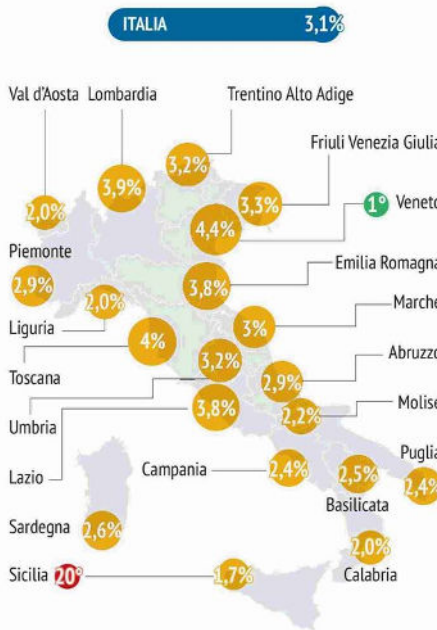 ITALIA 3,1%
Val d'Aosta Lombardia Trentino Alto Adige
Friuli Venezia Giulia
3,2%
3,9%
3,3%
2,0%
1° Veneto
4,4%
Piemonte
Emilia Romagna
2,9%
3,8%
2,0%
Marche
3%
Liguria
4%
Abruzzo
3,2%
Toscana
2,9%
Molise
3,8%
2,2%
Umbria
Puglia
Lazio
Campania
2,4%
2,5%
2,4%
Basilicata
Sardegna
2,6%
2,0%
Sicilia 20°
1,7%
Calabria